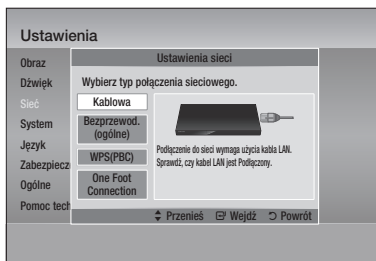 Ustawienia
Obraz
Dźwięk
Sieć
System
Język
Zabezpiecz
Ogólne
Pomoc tech
Ustawienia sieci
Wybierz typ połączenia sieciowego.
Kablowa
Bezprzewod.
(ogólne)
WPS(PBC)
One Foot
Connection
Podłączenie do sieci wymaga użycia kabla LAN.
Sprawdź, czy kabel LAN jest Podłączony.
Przenieś Wejdź Powrót